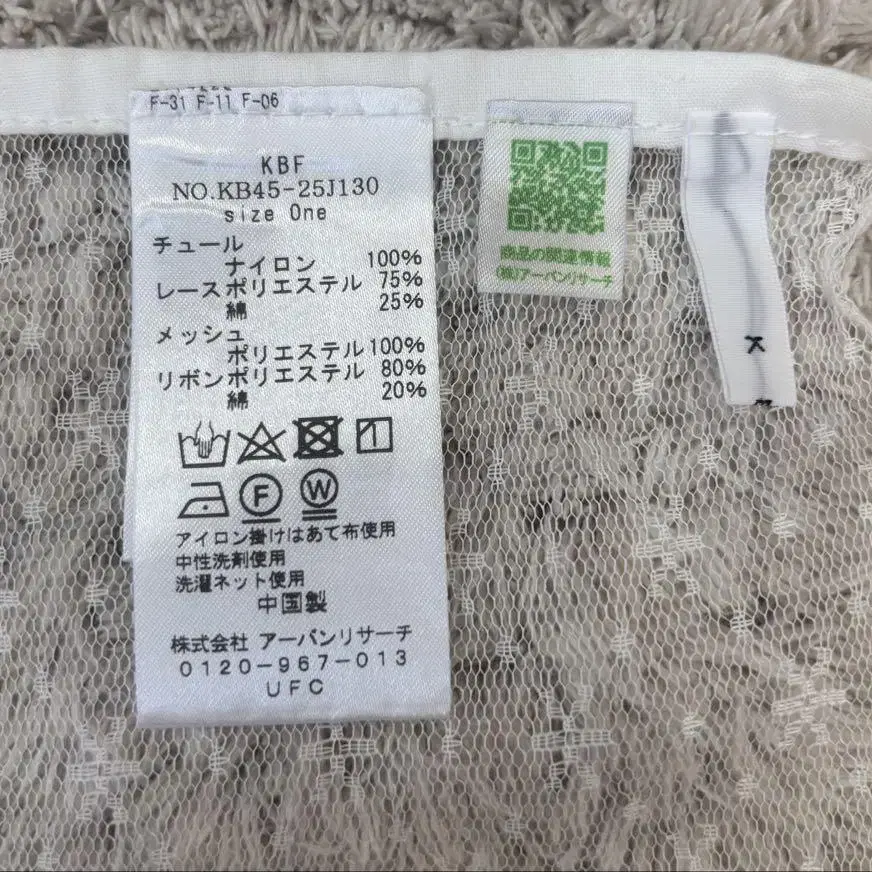 F-31 F-11 F-06
KBF
NO.KB45-25J130
size One
チュール
ナイロン 100%
レースポリエステル 75%
綿 25%
メッシュ
ポリエステル 100%
リボンポリエステル 80%
綿 20%
F W
アイロン掛けはあて布使用
中性洗剤使用
洗濯ネット使用
中国製
株式会社 アーバンリサーチ
0120-967-013
UFC
商品の関連情報
(株)アーバンリサーチ
K